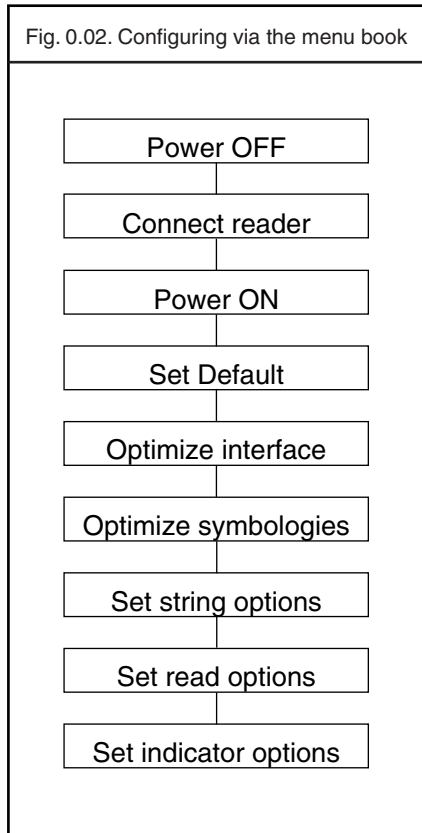 Fig. 0.02. Configuring via the menu book
Power OFF
Connect reader
Power ON
Set Default
Optimize interface
Optimize symbologies
Set string options
Set read options
Set indicator options